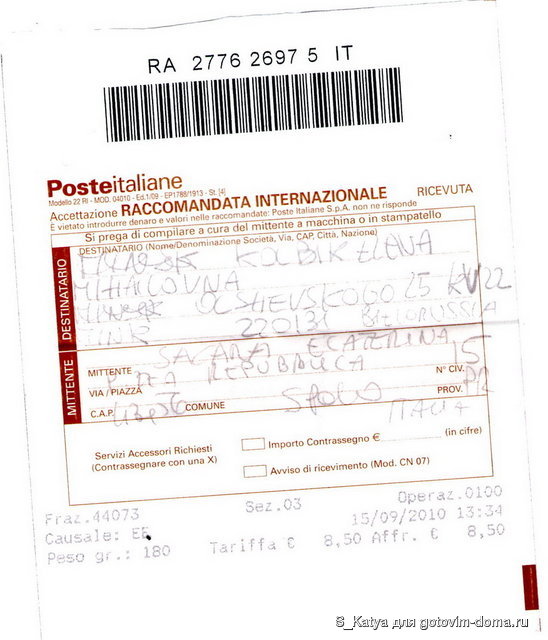 RA 2776 2697 5 IT
Posteitaliane
Modello 22 RI - MOD. 04010 - Ed.1/09 - EP1788/1913 - St. [4]
Accettazione RACCOMANDATA INTERNAZIONALE RICEVUTA
È vietato introdurre denaro e valori nelle raccomandate: Poste Italiane S.p.A. non ne risponde
Si prega di compilare a cura del mittente a macchina o in stampatello
DESTINATARIO
DESTINATARIO (Nome/Denominazione Società, Via, CAP, Città, Nazione)
KOLBIK ELENA
MIHAILOVNA
OLSHEVSKOGO 25 KV 22
220131 BIELORUSSIA
MITTENTE
MITTENTE ECATERINA
VIA / PIAZZA REPUBBLICA N° CIV. 15
C.A.P. COMUNE PROV.
ITALIA
Servizi Accessori Richiesti
(Contrassegnare con una X)
Importo Contrassegno € (in cifre)
Avviso di ricevimento (Mod. CN 07)
Fraz.44073 Sez.03 Operaz.0100
Causale: EE 15/09/2010 13:34
Peso gr.: 180 Tariffa € 8,50 Affr. € 8,50
S_Katya для gotovim-doma.ru